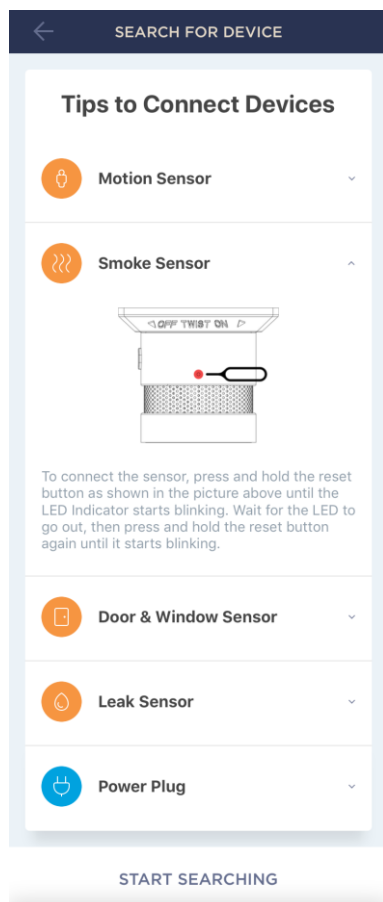 SEARCH FOR DEVICE
Tips to Connect Devices
Motion Sensor
Smoke Sensor
OFF TWIST ON
To connect the sensor, press and hold the reset
button as shown in the picture above until the
LED Indicator starts blinking. Wait for the LED to
go out, then press and hold the reset button
again until it starts blinking.
Door & Window Sensor
Leak Sensor
Power Plug
START SEARCHING